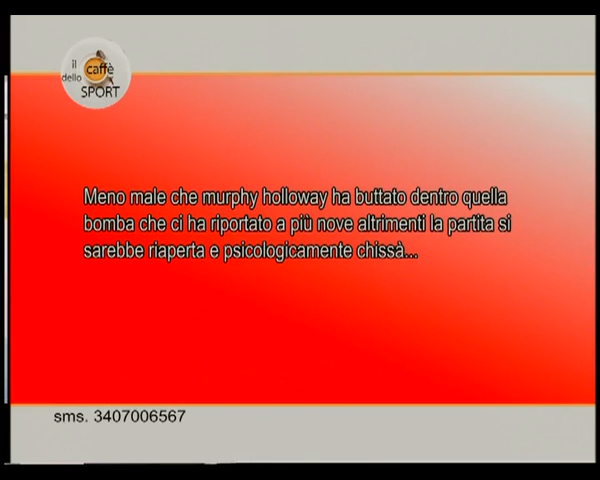 il
dello caffè
SPORT
Meno male che murphy holloway ha buttato dentro quella
bomba che ci ha riportato a più nove altrimenti la partita si
sarebbe riaperta e psicologicamente chissà...
sms. 3407006567